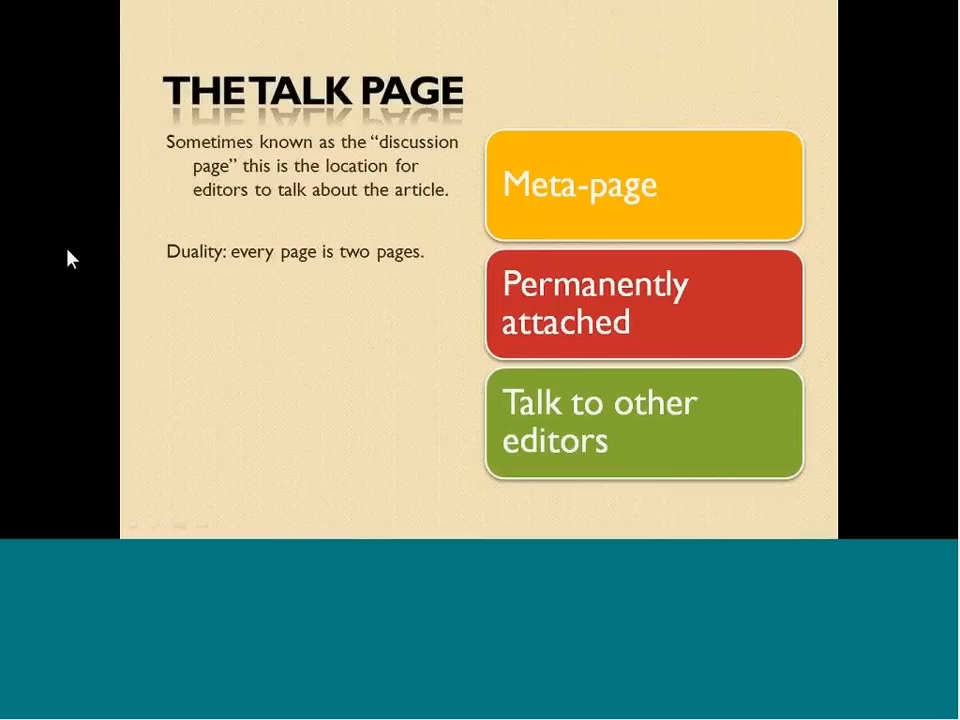 THE TALK PAGE
Sometimes known as the “discussion
page” this is the location for
editors to talk about the article.
Duality: every page is two pages.
Meta-page
Permanently
attached
Talk to other
editors